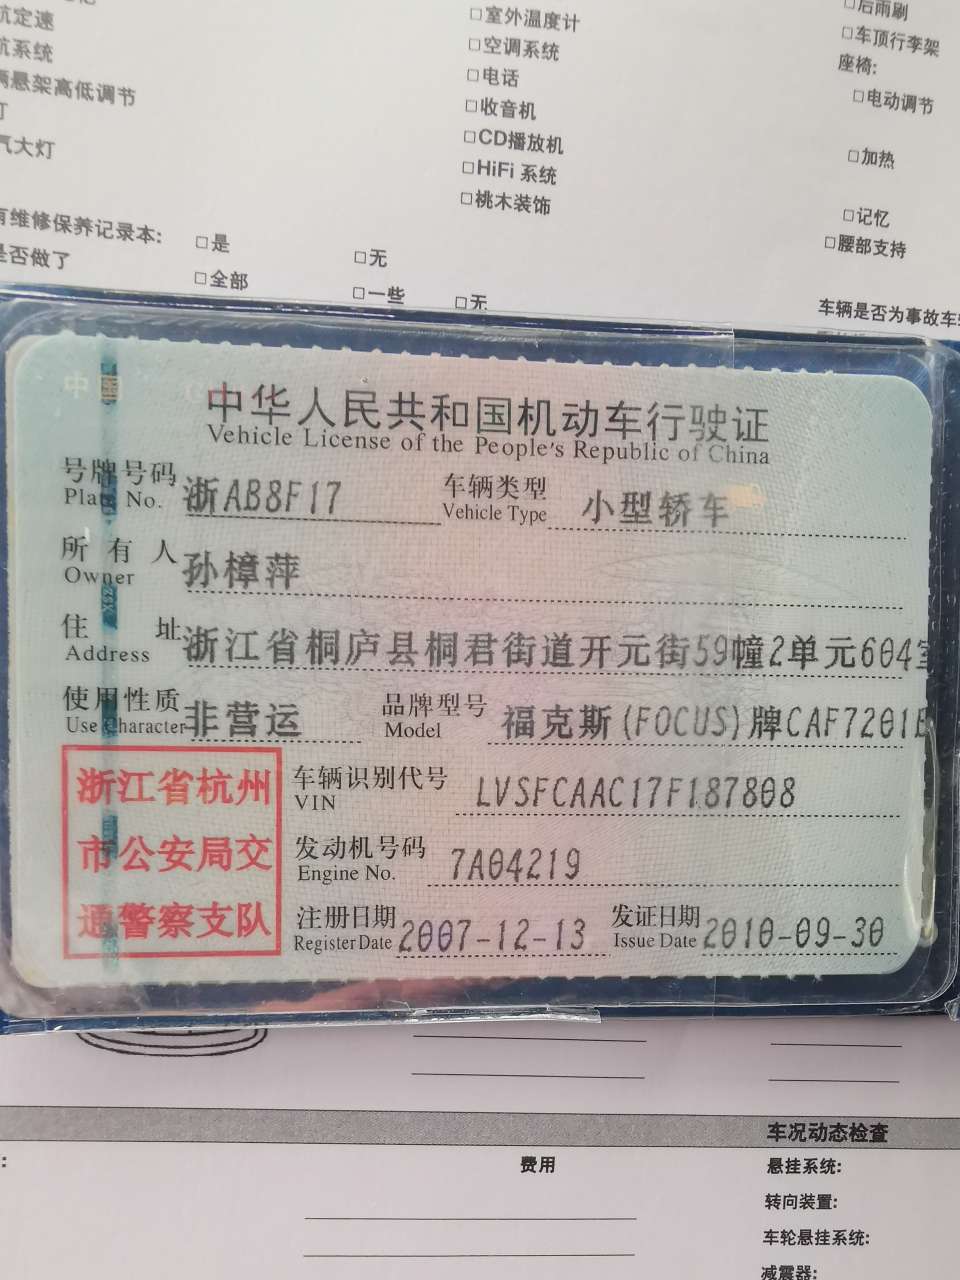 航定速
航系统
辆悬架高低调节
灯
气大灯
□室外温度计
□空调系统
□电话
□收音机
□CD播放机
□HiFi 系统
□桃木装饰
□后雨刷
□车顶行李架
座椅:
□电动调节
□加热
□记忆
□腰部支持
有维修保养记录本: □是 □无
是否做了 □全部 □一些 □无
车辆是否为事故车
中国
中华人民共和国机动车行驶证
Vehicle License of the People's Republic of China
号牌号码 浙AB8F17 车辆类型 小型轿车
Plate No. Vehicle Type
所有人 孙樟萍
Owner
住址 浙江省桐庐县桐君街道开元街59幢2单元604室
Address
使用性质 非营运 品牌型号 福克斯(FOCUS)牌CAF7201B
Use Character Model
浙江省杭州
市公安局交
通警察支队
车辆识别代号 LVSFCAAC17F187808
VIN
发动机号码 7A04219
Engine No.
注册日期 2007-12-13 发证日期 2010-09-30
Register Date Issue Date
车况动态检查
费用
悬挂系统:
转向装置:
车轮悬挂系统:
减震器: